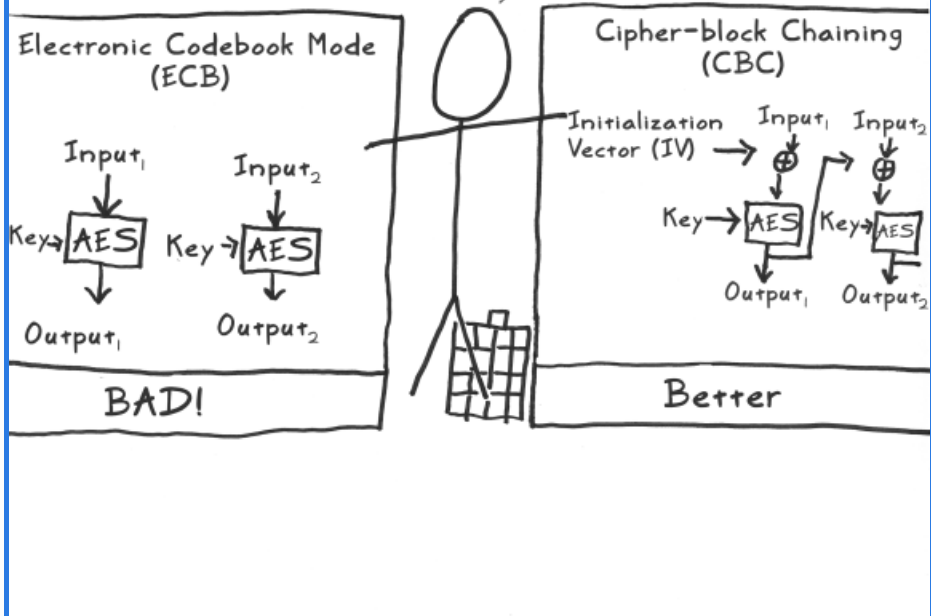 Electronic Codebook Mode
(ECB)
Input₁
Input₂
Key
AES
Key
AES
Output₁
Output₂
BAD!
Cipher-block Chaining
(CBC)
Initialization
Vector (IV)
Input₁
Input₂
Key
AES
Key
AES
Output₁
Output₂
Better